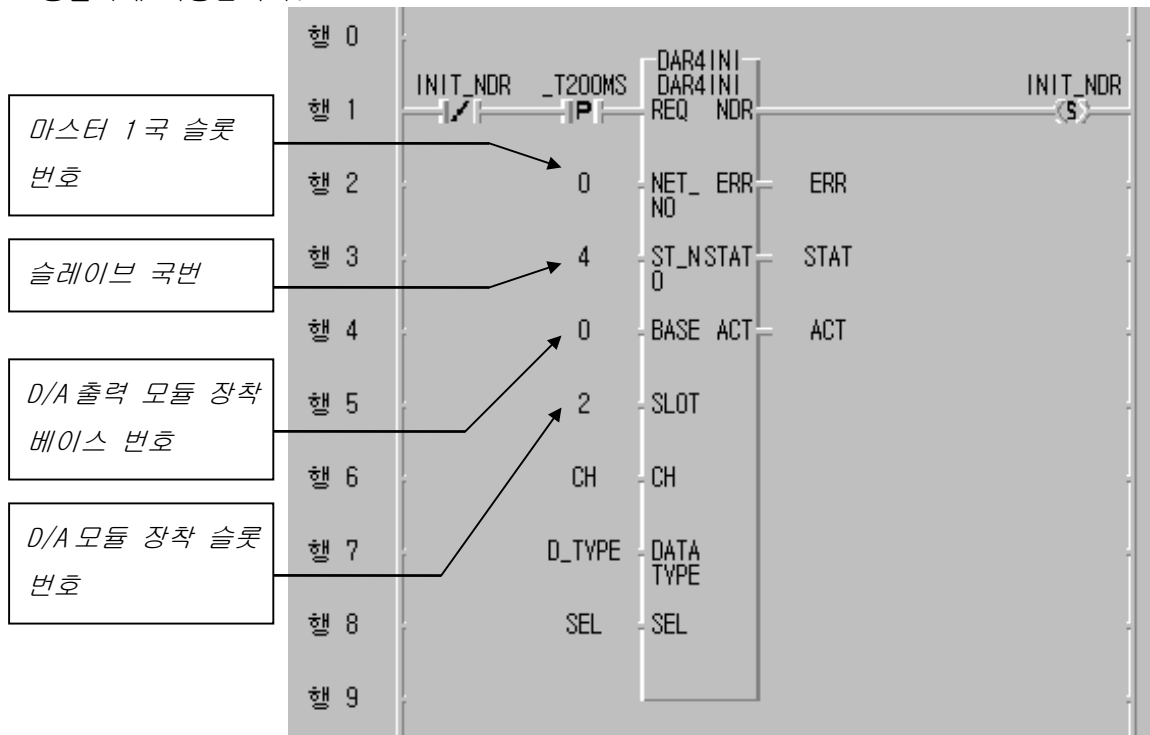 행 0
DAR4INI
INIT_NDR _T200MS DAR4INI INIT_NDR
행 1 P REQ NDR S
마스터 1국 슬롯
번호
행 2 0 NET_ ERR ERR
NO
행 3 4 ST_N STAT STAT
O
슬레이브 국번
행 4 0 BASE ACT ACT
D/A출력 모듈 장착
베이스 번호
행 5 2 SLOT
행 6 CH CH
D/A모듈 장착 슬롯
번호
행 7 D_TYPE DATA
TYPE
행 8 SEL SEL
행 9